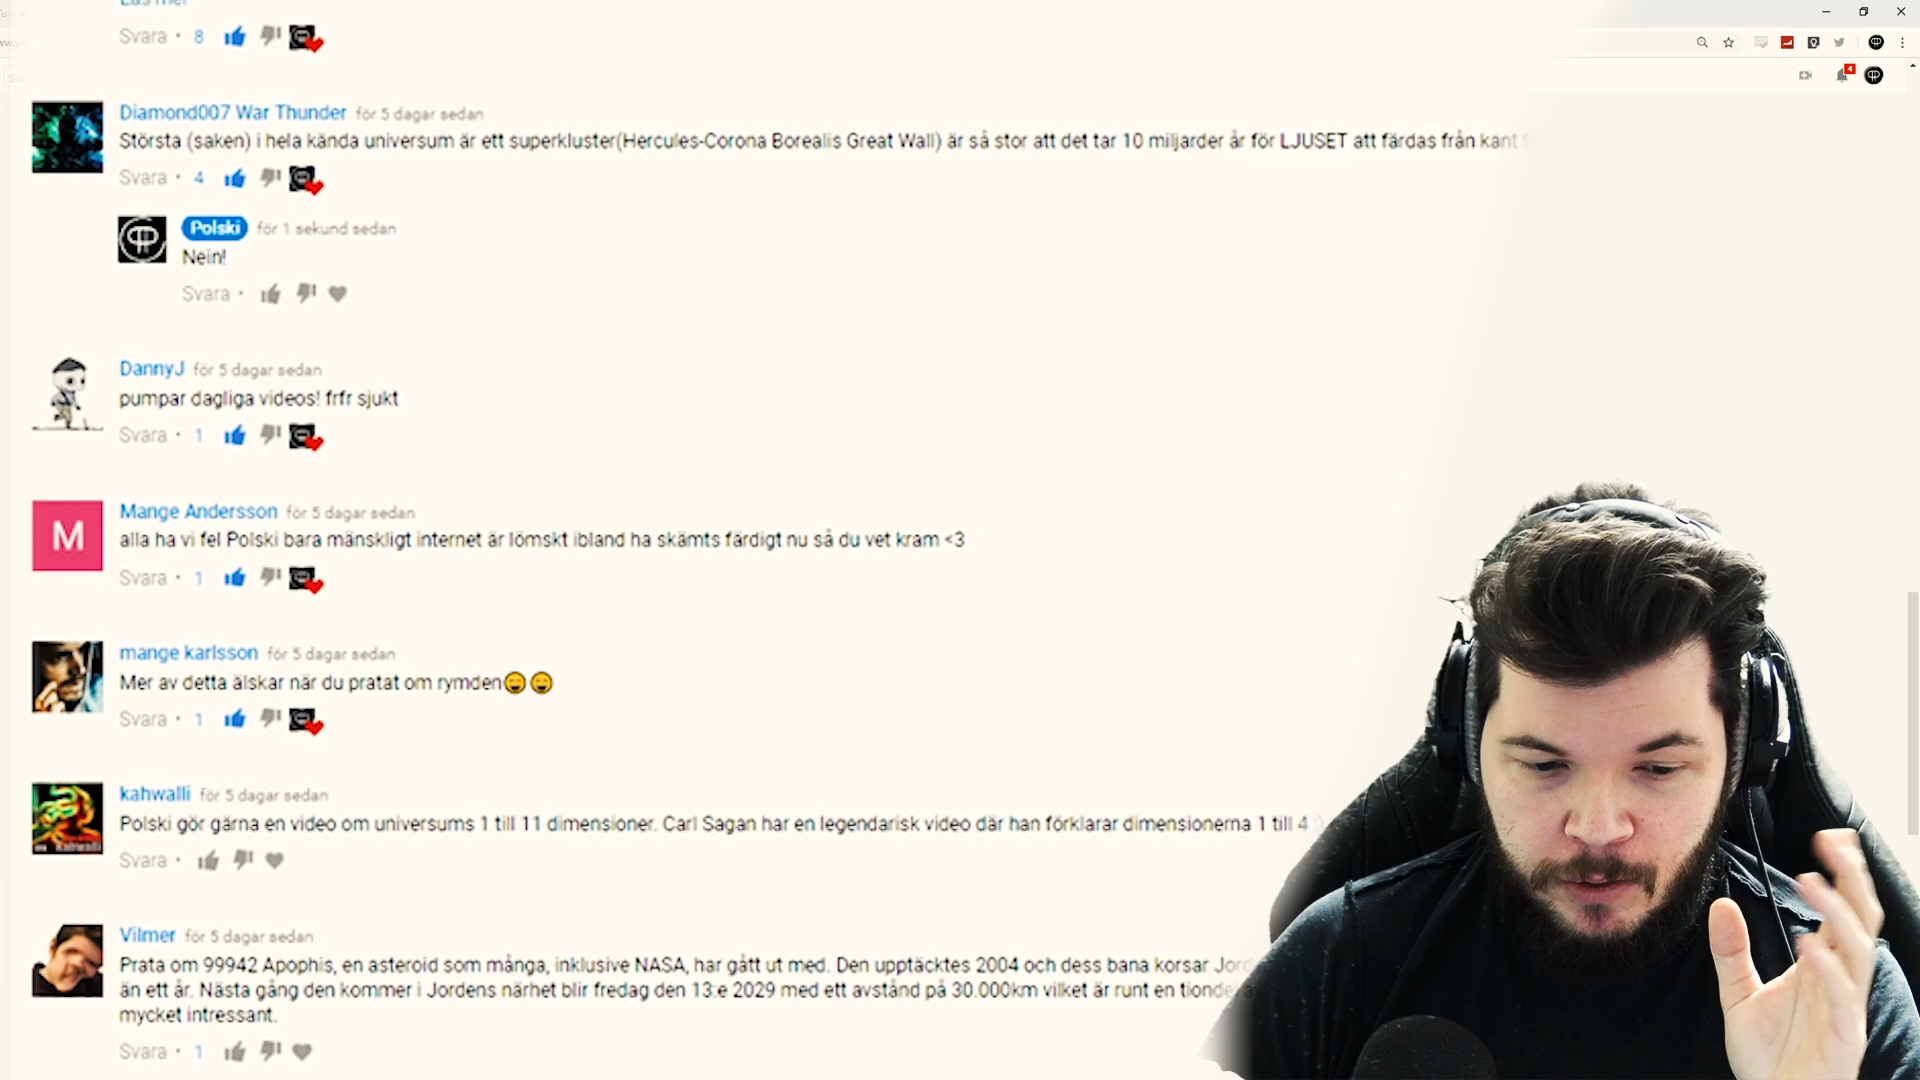 Svara • 8
Diamond007 War Thunder för 5 dagar sedan
Största (saken) i hela kända universum är ett superkluster(Hercules-Corona Borealis Great Wall) är så stor att det tar 10 miljarder år för LJUSET att färdas från kant
Svara • 4
Polski för 1 sekund sedan
Nein!
Svara •
DannyJ för 5 dagar sedan
pumpar dagliga videos! frfr sjukt
Svara • 1
M
Mange Andersson för 5 dagar sedan
alla ha vi fel Polski bara mänskligt internet är lömskt ibland ha skämts färdigt nu så du vet kram <3
Svara • 1
mange karlsson för 5 dagar sedan
Mer av detta älskar när du pratat om rymden😄😄
Svara • 1
kahwalli för 5 dagar sedan
Polski gör gärna en video om universums 1 till 11 dimensioner. Carl Sagan har en legendarisk video där han förklarar dimensionerna 1 till 4
Svara •
Vilmer för 5 dagar sedan
Prata om 99942 Apophis, en asteroid som många, inklusive NASA, har gått ut med. Den upptäcktes 2004 och dess bana korsar
än ett år. Nästa gång den kommer i Jordens närhet blir fredag den 13:e 2029 med ett avstånd på 30.000km vilket är runt en
mycket intressant.
Svara • 1
4